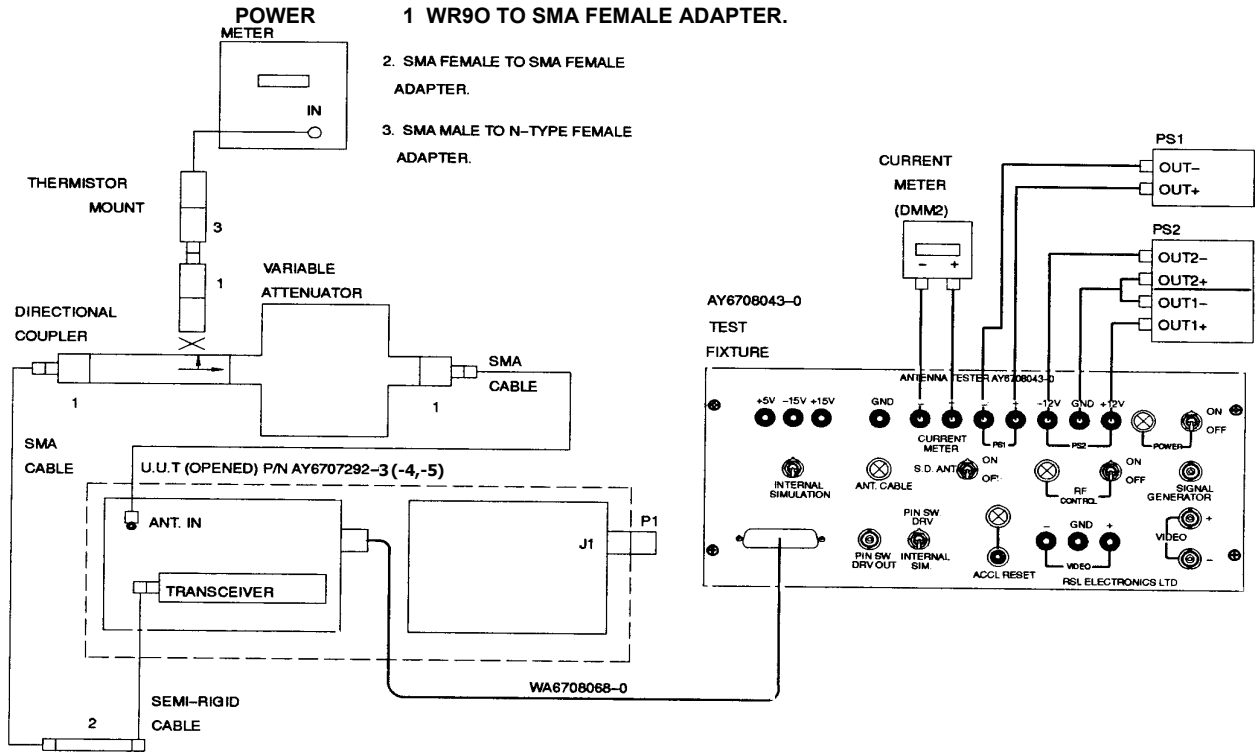 POWER
METER
IN
1 WR9O TO SMA FEMALE ADAPTER.
2. SMA FEMALE TO SMA FEMALE
ADAPTER.
3. SMA MALE TO N-TYPE FEMALE
ADAPTER.
THERMISTOR
MOUNT
3
1
VARIABLE
ATTENUATOR
DIRECTIONAL
COUPLER
1
1
SMA
CABLE
SMA
CABLE
U.U.T (OPENED) P/N AY6707292-3 (-4,-5)
ANT. IN
TRANSCEIVER
J1
P1
SEMI-RIGID
CABLE
2
WA6708068-0
CURRENT
METER
(DMM2)
- +
PS1
OUT-
OUT+
PS2
OUT2-
OUT2+
OUT1-
OUT1+
AY6708043-0
TEST
FIXTURE
ANTENNA TESTER AY6708043-0
+5V -15V +15V
GND
-12V GND +12V
ON
OFF
CURRENT
METER
PS1
PS2
POWER
INTERNAL
SIMULATION
ANT. CABLE
S.D. ANT
ON
RF
CONTROL
ON
OFF
SIGNAL
GENERATOR
PIN SW
DRV OUT
PIN SW.
DRV
INTERNAL
SIM.
ACCL RESET
- GND +
VIDEO
VIDEO
+
-
RSL ELECTRONICS LTD